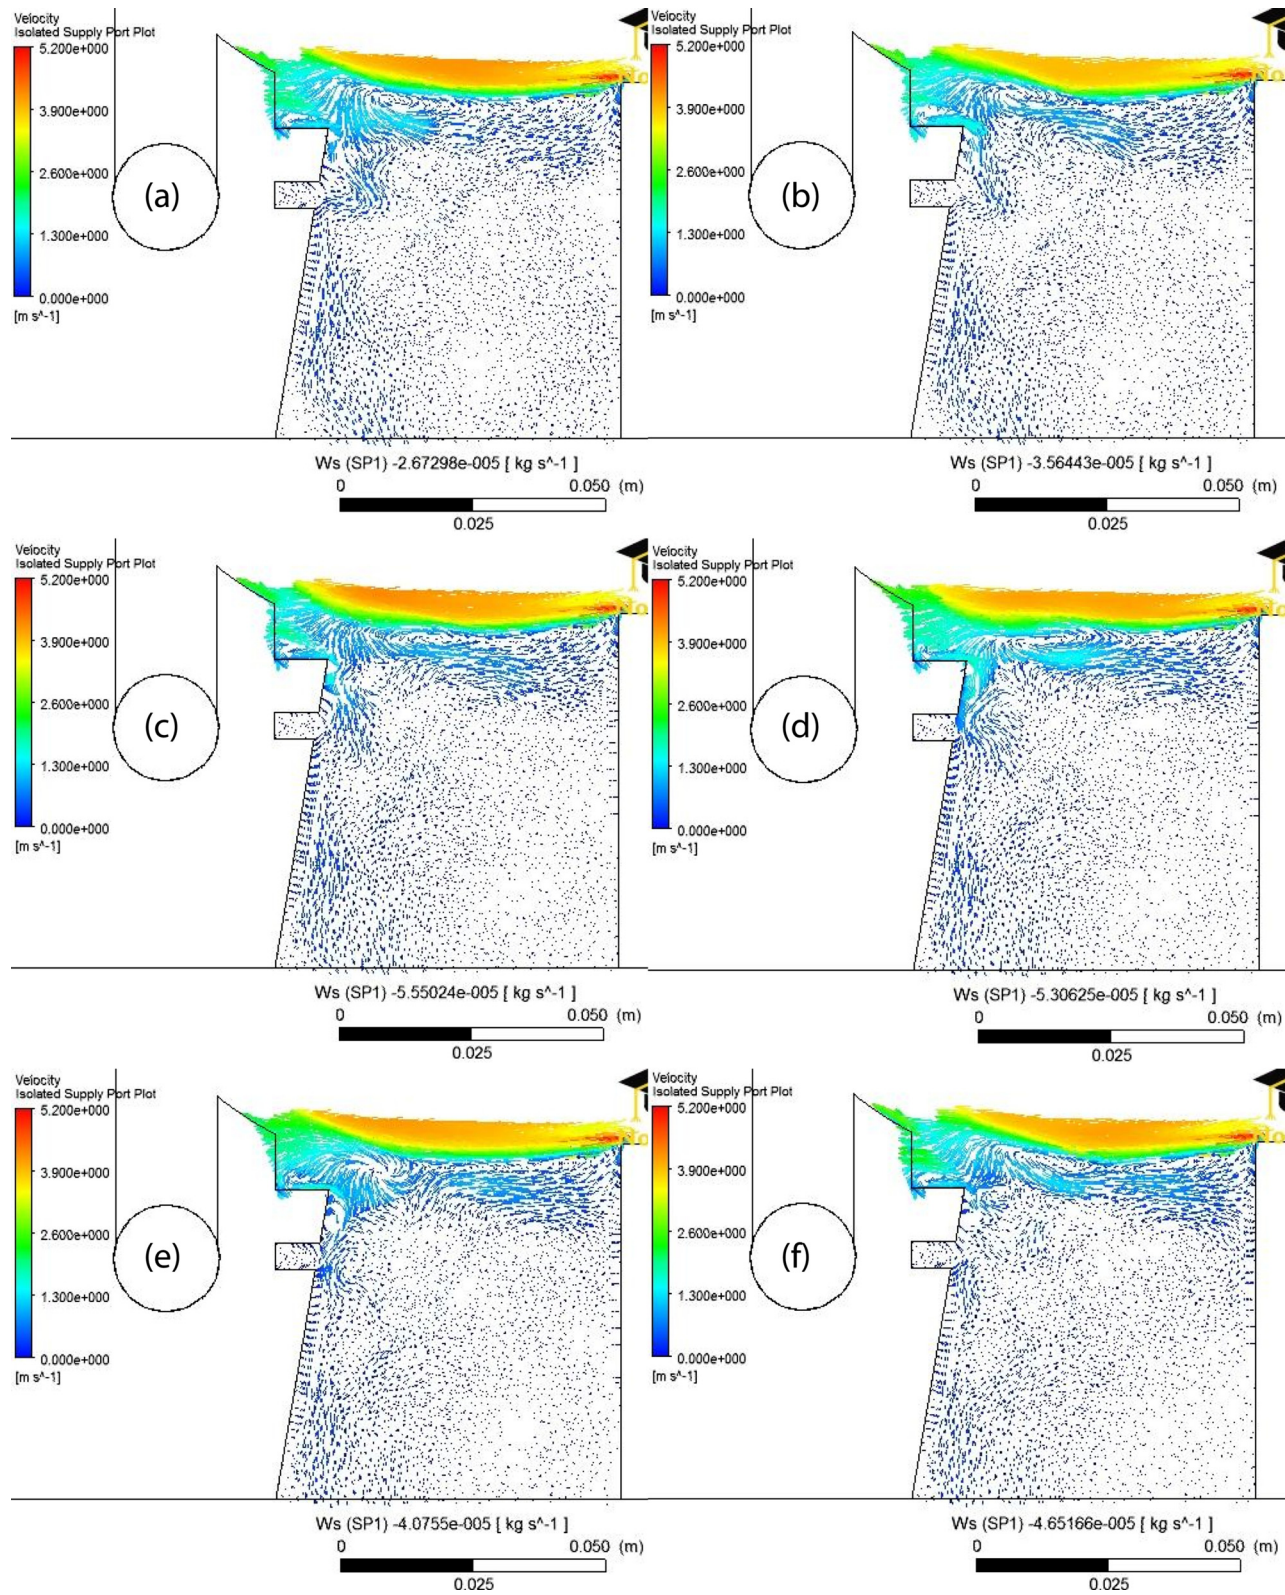 Velocity
Isolated Supply Port Plot
5.200e+000
3.900e+000
2.600e+000
1.300e+000
0.000e+000
[m s^-1]
(a)
Ws (SP1) -2.67298e-005 [ kg s^-1 ]
0 0.050 (m)
0.025
Velocity
Isolated Supply Port Plot
5.200e+000
3.900e+000
2.600e+000
1.300e+000
0.000e+000
[m s^-1]
(b)
Ws (SP1) -3.56443e-005 [ kg s^-1 ]
0 0.050 (m)
0.025
Velocity
Isolated Supply Port Plot
5.200e+000
3.900e+000
2.600e+000
1.300e+000
0.000e+000
[m s^-1]
(c)
Ws (SP1) -5.55024e-005 [ kg s^-1 ]
0 0.050 (m)
0.025
Velocity
Isolated Supply Port Plot
5.200e+000
3.900e+000
2.600e+000
1.300e+000
0.000e+000
[m s^-1]
(d)
Ws (SP1) -5.30625e-005 [ kg s^-1 ]
0 0.050 (m)
0.025
Velocity
Isolated Supply Port Plot
5.200e+000
3.900e+000
2.600e+000
1.300e+000
0.000e+000
[m s^-1]
(e)
Ws (SP1) -4.0755e-005 [ kg s^-1 ]
0 0.050 (m)
0.025
Velocity
Isolated Supply Port Plot
5.200e+000
3.900e+000
2.600e+000
1.300e+000
0.000e+000
[m s^-1]
(f)
Ws (SP1) -4.65166e-005 [ kg s^-1 ]
0 0.050 (m)
0.025